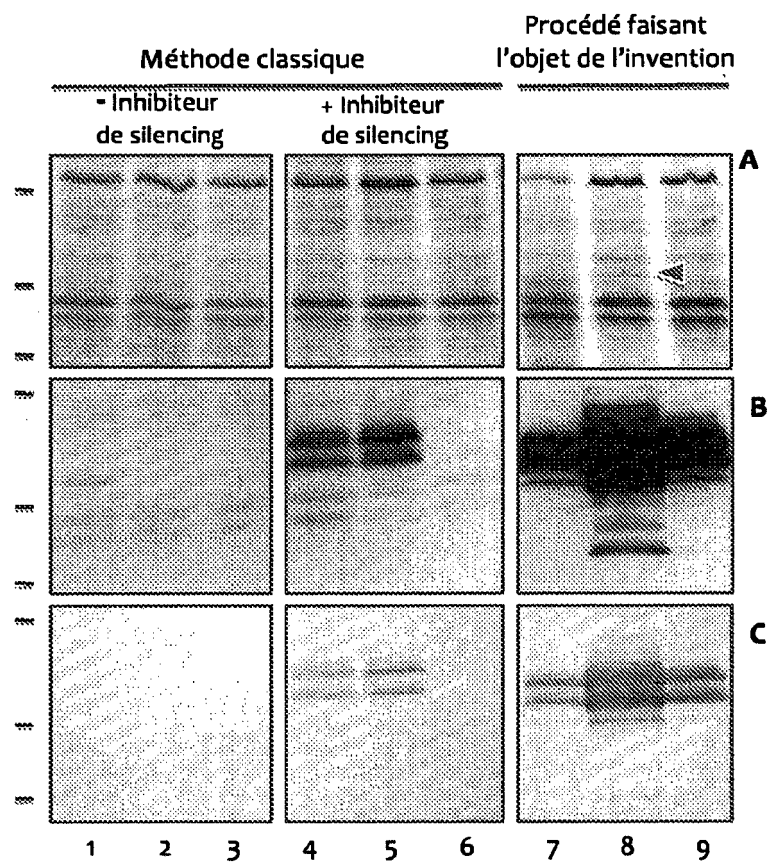 Procédé faisant
l'objet de l'invention
Méthode classique
- Inhibiteur
de silencing
+ Inhibiteur
de silencing
A
B
C
1 2 3 4 5 6 7 8 9